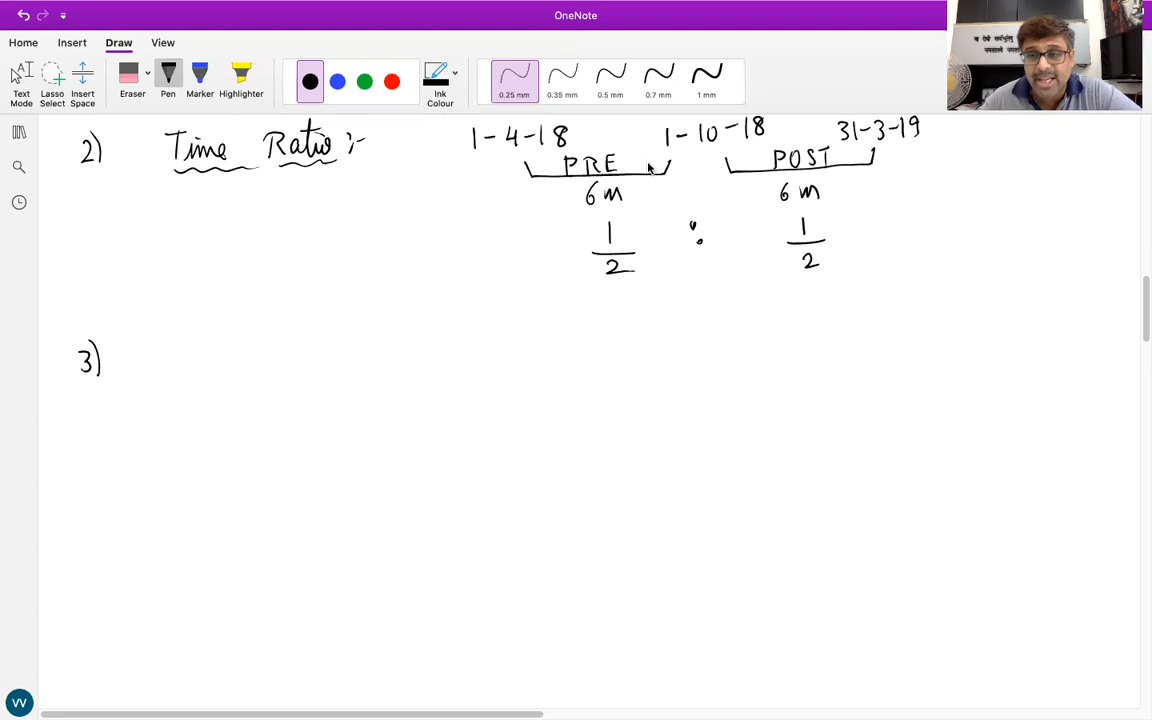 OneNote
Home Insert Draw View
Text Mode
Lasso Select
Insert Space
Eraser
Pen
Marker
Highlighter
Ink Colour
0.25 mm
0.35 mm
0.5 mm
0.7 mm
1 mm
2) Time Ratio :- 1-4-18 1-10-18 31-3-19
PRE POST
6 m 6 m
1/2 : 1/2
3)
VV